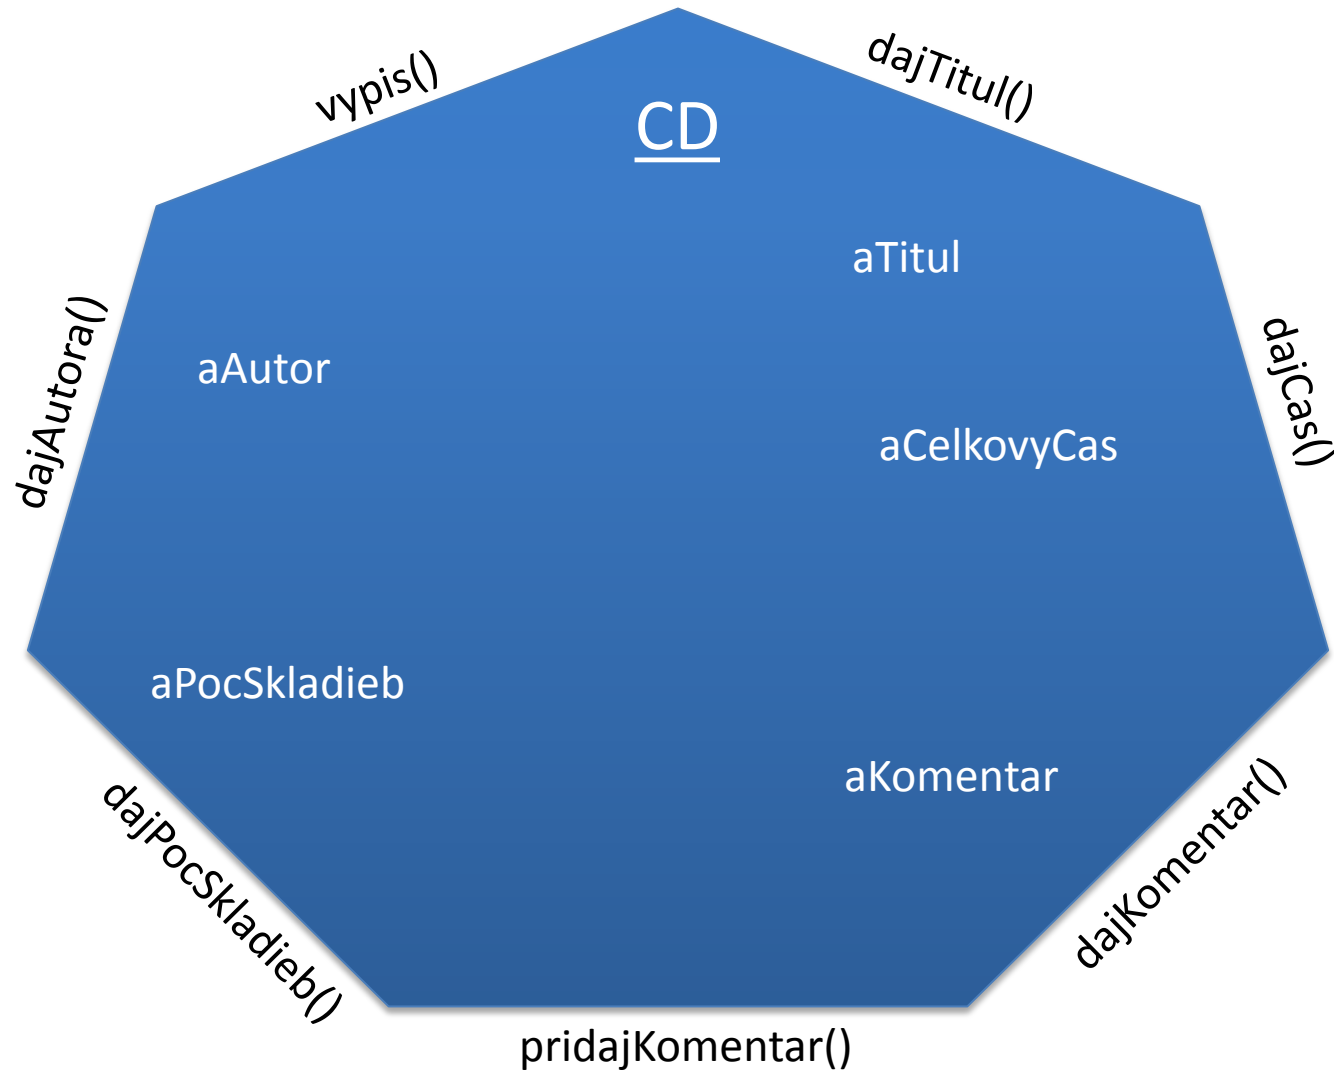 vypis()
dajTitul()
CD
aTitul
dajAutora()
aAutor
dajCas()
aCelkovyCas
aPocSkladieb
aKomentar
dajPocSkladieb()
dajKomentar()
pridajKomentar()